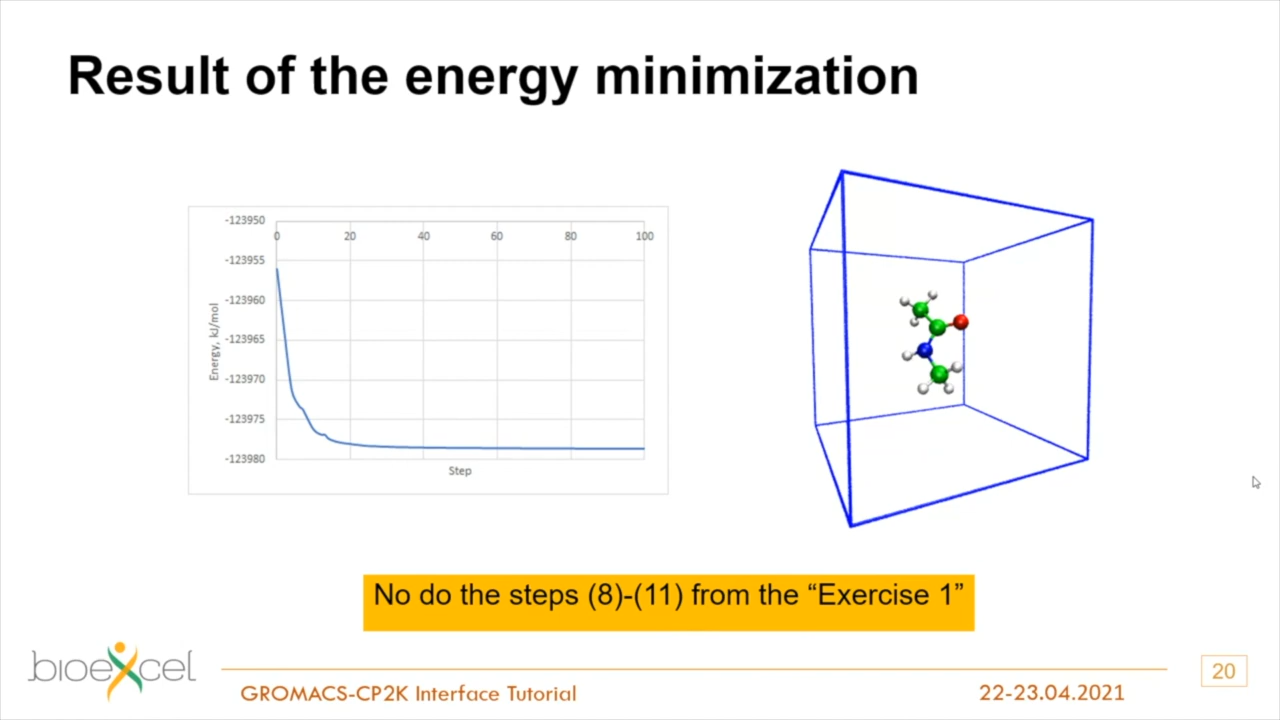 Result of the energy minimization
-123950
0 20 40 60 80 100
-123955
-123960
-123965
-123970
-123975
-123980
Energy, kJ/mol
Step
No do the steps (8)-(11) from the “Exercise 1”
bioexcel
GROMACS-CP2K Interface Tutorial
22-23.04.2021
20